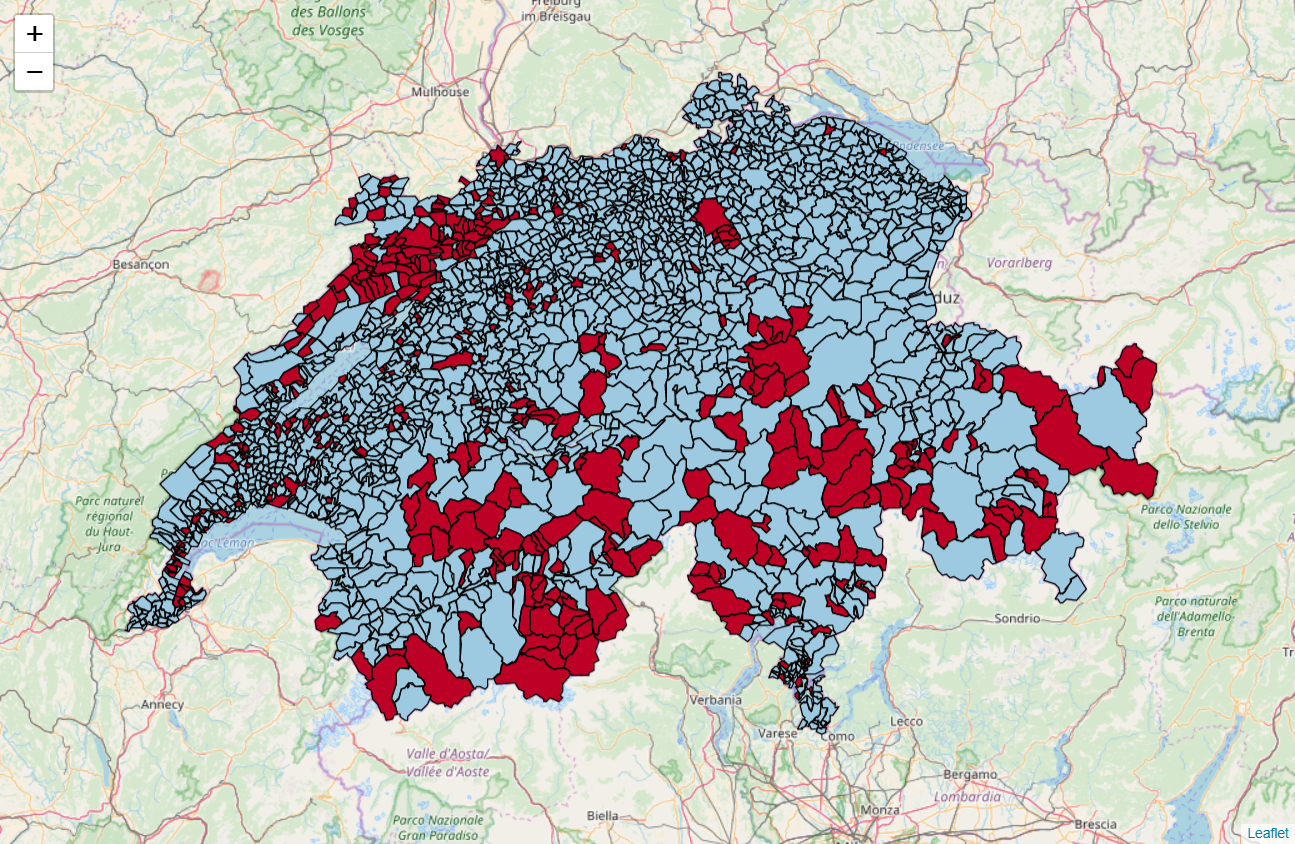 +
−
des Ballons
des Vosges
Freiburg
im Breisgau
Mulhouse
Bodensee
Besançon
Vorarlberg
duz
Parc naturel
régional
du Haut-
Jura
Parco Nazionale
dello Stelvio
Sondrio
Parco naturale
dell'Adamello-
Brenta
Annecy
Verbania
Varese
Como
Lecco
Valle d'Aosta/
Vallée d'Aoste
Bergamo
Lombardia
Biella
Monza
Parco Nazionale
Gran Paradiso
Brescia
Leaflet